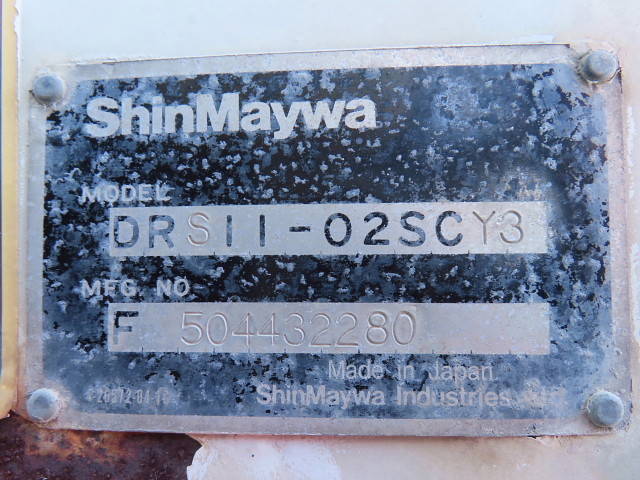 ShinMaywa
MODEL
DRS11-02SCY3
MFG. NO
F 504432280
Made in Japan
ShinMaywa Industries